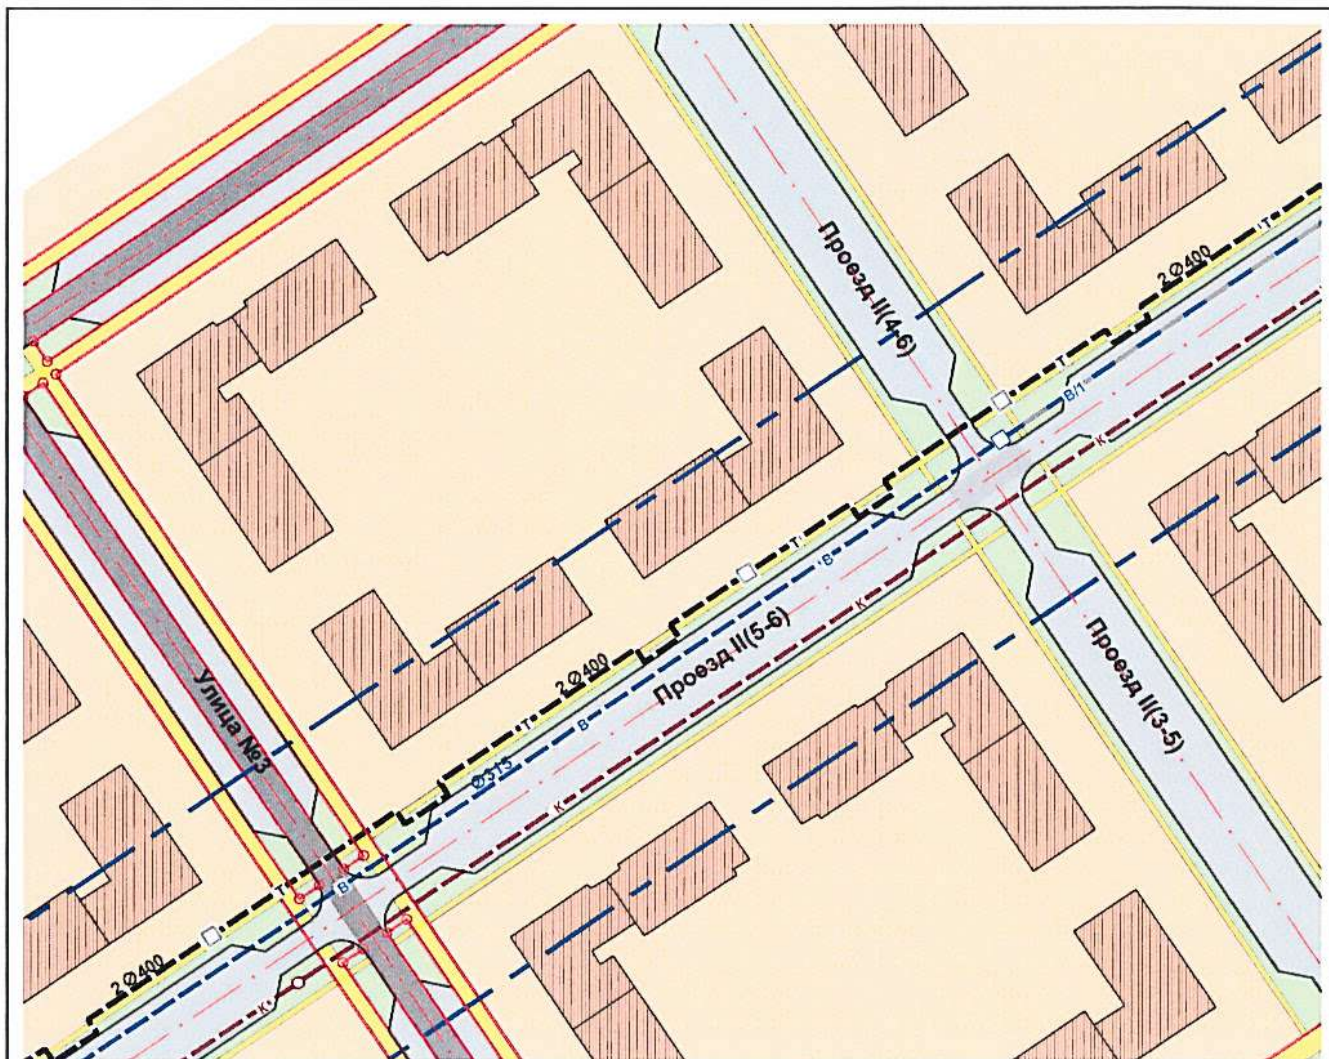 Проезд II(4-6)
2 Ø400
Т
Т
В/1
К
Т
В
К
Проезд II(5-6)
Проезд II(3-5)
2 Ø400
Т
В
Ø315
К
Улица №3
Т
В
2 Ø400
К